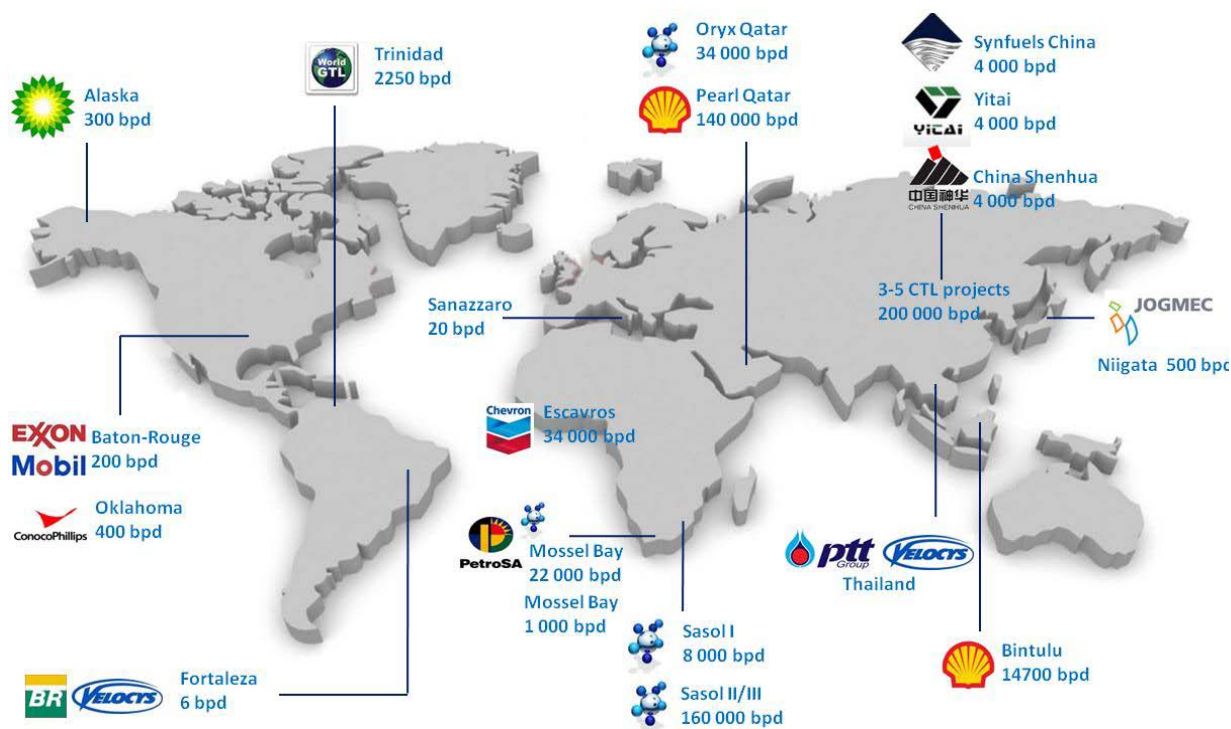 World
GTL
Trinidad
2250 bpd
Alaska
300 bpd
Oryx Qatar
34 000 bpd
Pearl Qatar
140 000 bpd
Synfuels China
4 000 bpd
YiTAi
Yitai
4 000 bpd
中国神华
CHINA SHENHUA
China Shenhua
4 000 bpd
3-5 CTL projects
200 000 bpd
JOGMEC
Niigata 500 bpd
Sanazzaro
20 bpd
EXXON
Mobil
Baton-Rouge
200 bpd
ConocoPhillips
Oklahoma
400 bpd
Chevron
Escavros
34 000 bpd
PetroSA
Mossel Bay
22 000 bpd
Mossel Bay
1 000 bpd
Sasol I
8 000 bpd
Sasol II/III
160 000 bpd
ptt
Group
VELOCYS
Thailand
Bintulu
14700 bpd
BR
VELOCYS
Fortaleza
6 bpd